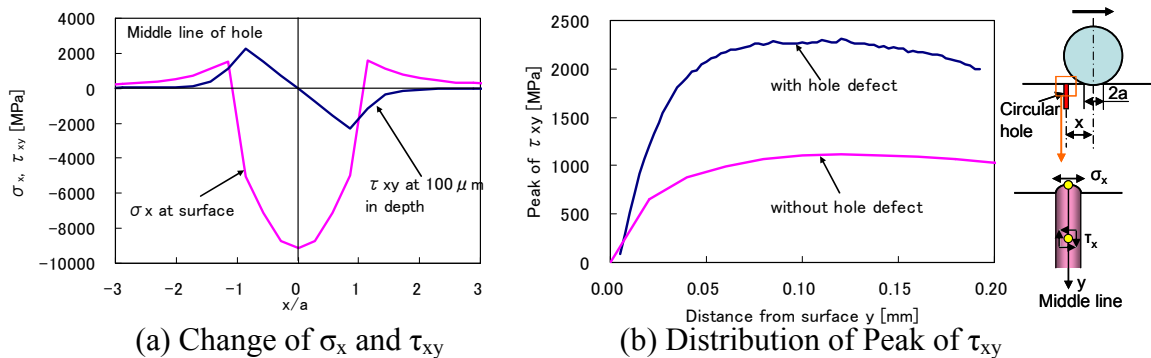 Middle line of hole
σx, τxy [MPa]
4000
2000
0
-2000
-4000
-6000
-8000
-10000
σx at surface
τxy at 100μm
in depth
-3 -2 -1 0 1 2 3
x/a
(a) Change of σx and τxy
Peak of τxy [MPa]
2500
2000
1500
1000
500
0
with hole defect
without hole defect
0.00 0.05 0.10 0.15 0.20
Distance from surface y [mm]
(b) Distribution of Peak of τxy
Circular
hole
2a
x
σx
τx
y
Middle line